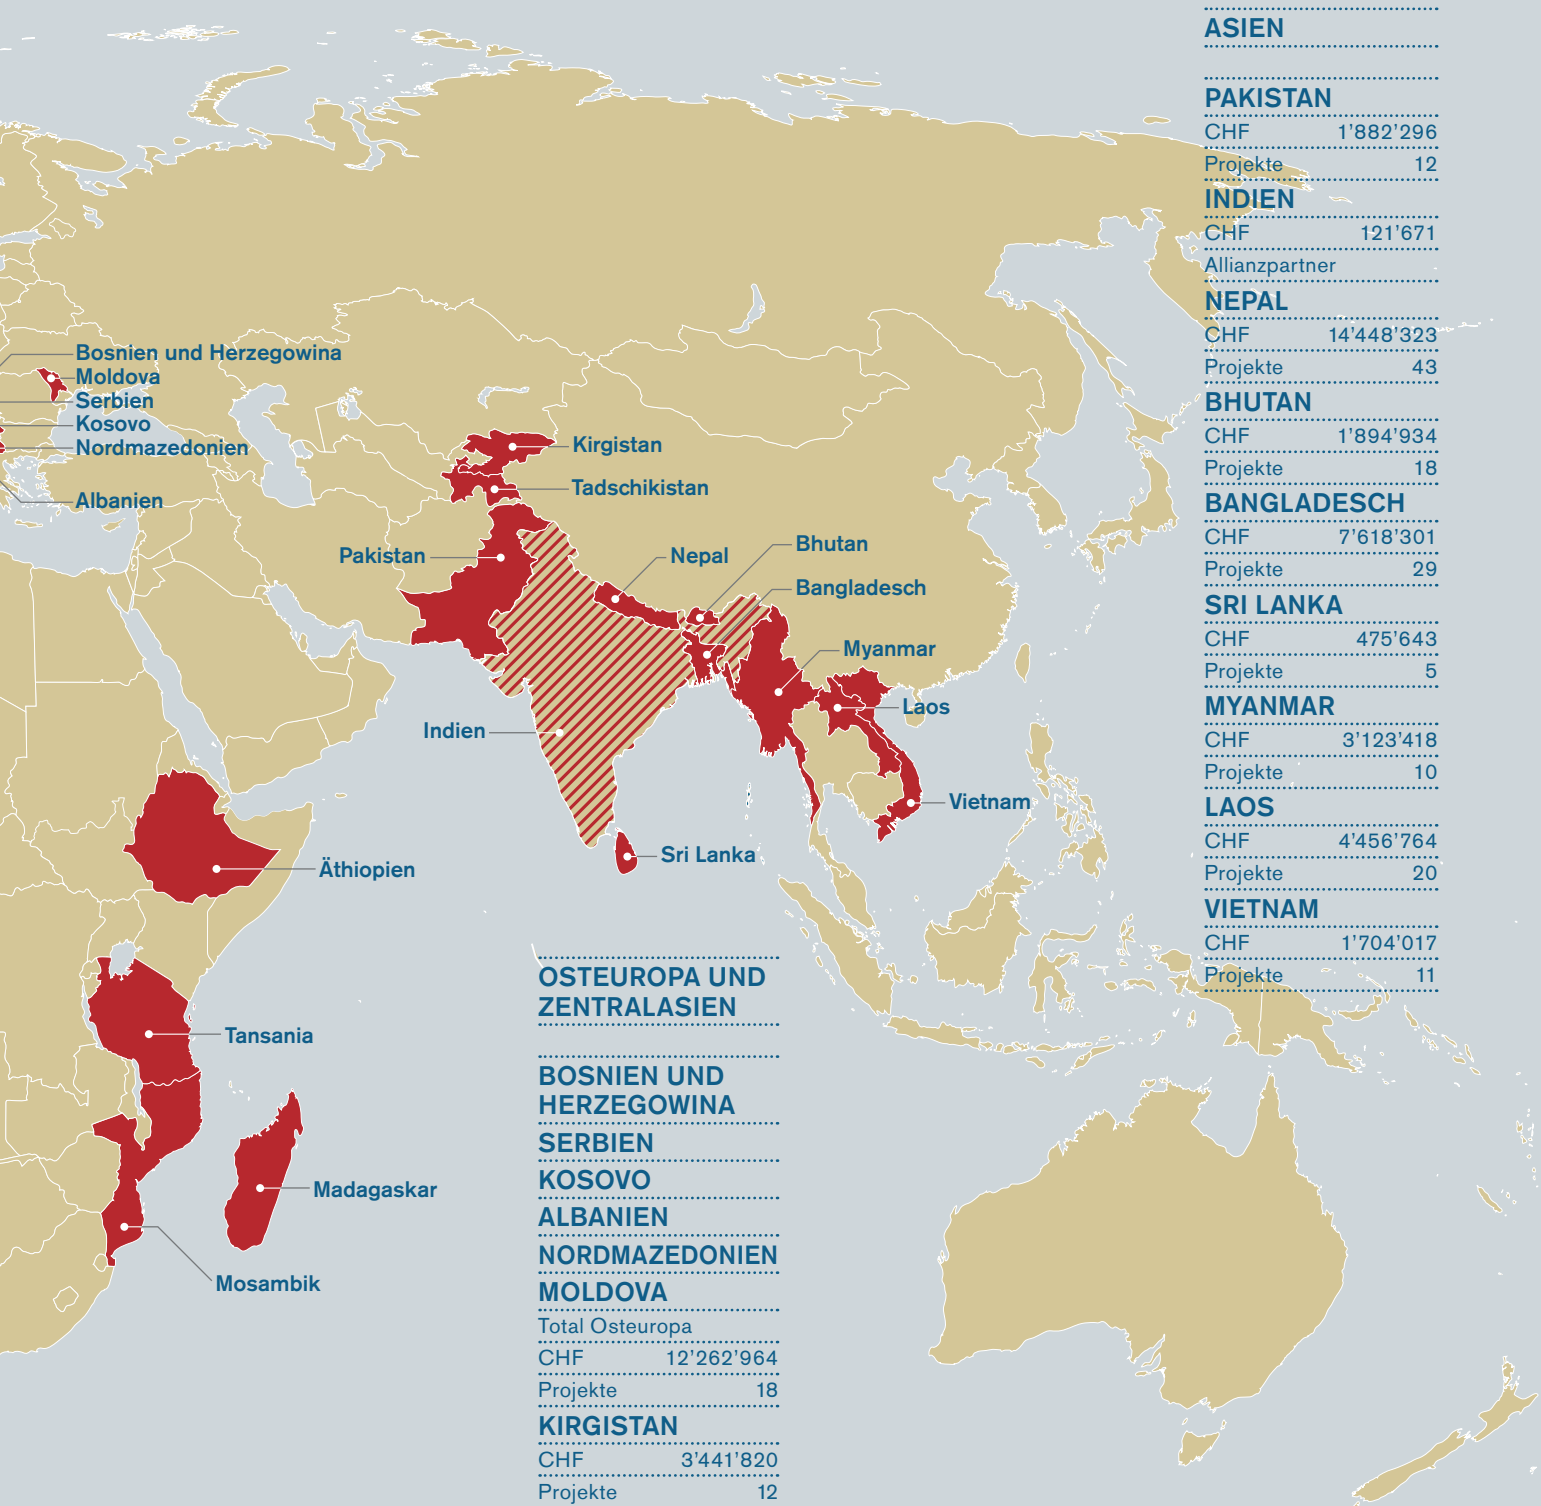 Bosnien und Herzegowina
Moldova
Serbien
Kosovo
Nordmazedonien
Albanien
Kirgistan
Tadschikistan
Pakistan
Nepal
Bhutan
Bangladesch
Myanmar
Laos
Indien
Vietnam
Sri Lanka
Äthiopien
Tansania
Madagaskar
Mosambik
OSTEUROPA UND
ZENTRALASIEN
BOSNIEN UND
HERZEGOWINA
SERBIEN
KOSOVO
ALBANIEN
NORDMAZEDONIEN
MOLDOVA
Total Osteuropa
CHF 12’262’964
Projekte 18
KIRGISTAN
CHF 3’441’820
Projekte 12
ASIEN
PAKISTAN
CHF 1’882’296
Projekte 12
INDIEN
CHF 121’671
Allianzpartner
NEPAL
CHF 14’448’323
Projekte 43
BHUTAN
CHF 1’894’934
Projekte 18
BANGLADESCH
CHF 7’618’301
Projekte 29
SRI LANKA
CHF 475’643
Projekte 5
MYANMAR
CHF 3’123’418
Projekte 10
LAOS
CHF 4’456’764
Projekte 20
VIETNAM
CHF 1’704’017
Projekte 11